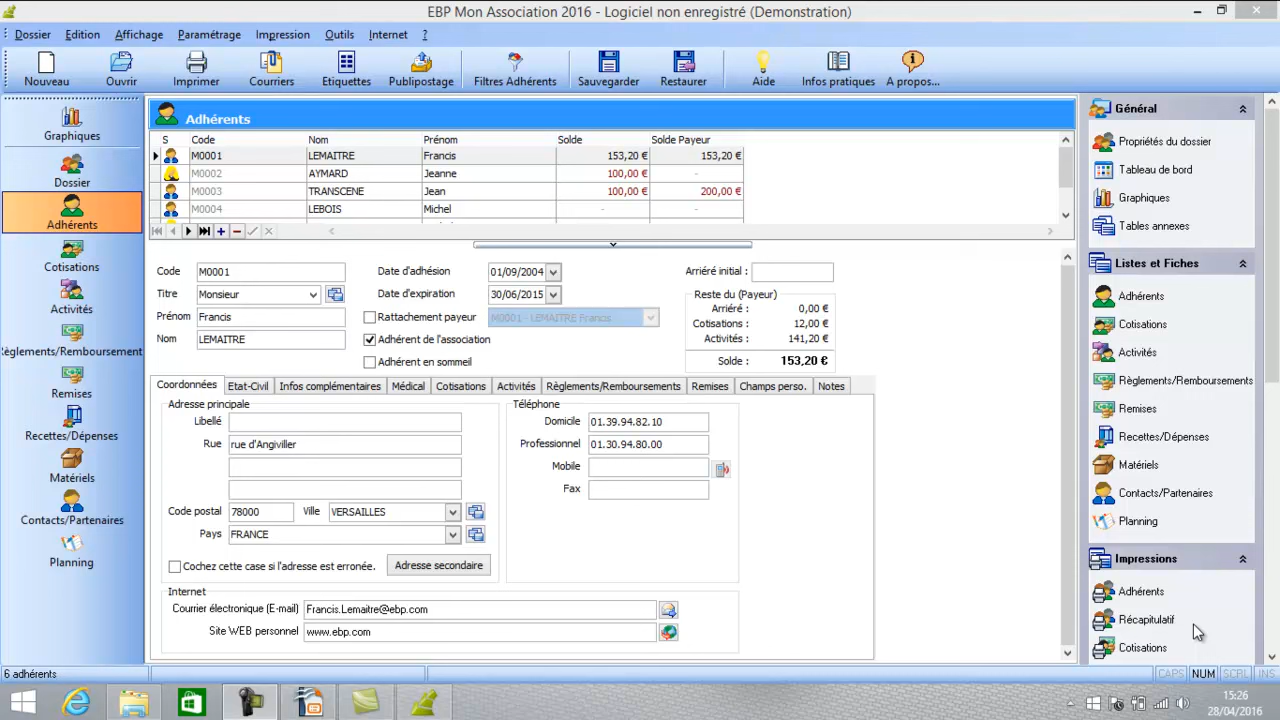 EBP Mon Association 2016 - Logiciel non enregistré (Demonstration)
Dossier Edition Affichage Paramétrage Impression Outils Internet ?
Nouveau Ouvrir Imprimer Courriers Etiquettes Publipostage Filtres Adhérents Sauvegarder Restaurer Aide Infos pratiques A propos...
Graphiques
Dossier
Adhérents
Cotisations
Activités
Règlements/Remboursement
Remises
Recettes/Dépenses
Matériels
Contacts/Partenaires
Planning
Adhérents
S Code Nom Prénom Solde Solde Payeur
M0001 LEMAITRE Francis 153,20 € 153,20 €
M0002 AYMARD Jeanne 100,00 € -
M0003 TRANSCENE Jean 100,00 € 200,00 €
M0004 LEBOIS Michel - -
Code M0001 Date d'adhésion 01/09/2004 Arriéré initial :
Titre Monsieur Date d'expiration 30/06/2015 Reste du (Payeur)
Prénom Francis Rattachement payeur M0001 - LEMAITRE Francis Arriéré : 0,00 €
Cotisations : 12,00 €
Nom LEMAITRE Adhérent de l'association Activités : 141,20 €
Adhérent en sommeil Solde : 153,20 €
Coordonnées Etat-Civil Infos complémentaires Médical Cotisations Activités Règlements/Remboursements Remises Champs perso. Notes
Adresse principale Téléphone
Libellé Domicile 01.39.94.82.10
Rue rue d'Angiviller Professionnel 01.30.94.80.00
Mobile
Fax
Code postal 78000 Ville VERSAILLES
Pays FRANCE
Cochez cette case si l'adresse est erronée. Adresse secondaire
Internet
Courrier électronique (E-mail) Francis.Lemaitre@ebp.com
Site WEB personnel www.ebp.com
Général
Propriétés du dossier
Tableau de bord
Graphiques
Tables annexes
Listes et Fiches
Adhérents
Cotisations
Activités
Règlements/Remboursements
Remises
Recettes/Dépenses
Matériels
Contacts/Partenaires
Planning
Impressions
Adhérents
Récapitulatif
Cotisations
6 adhérents CAPS NUM SCRL INS
15:26
28/04/2016